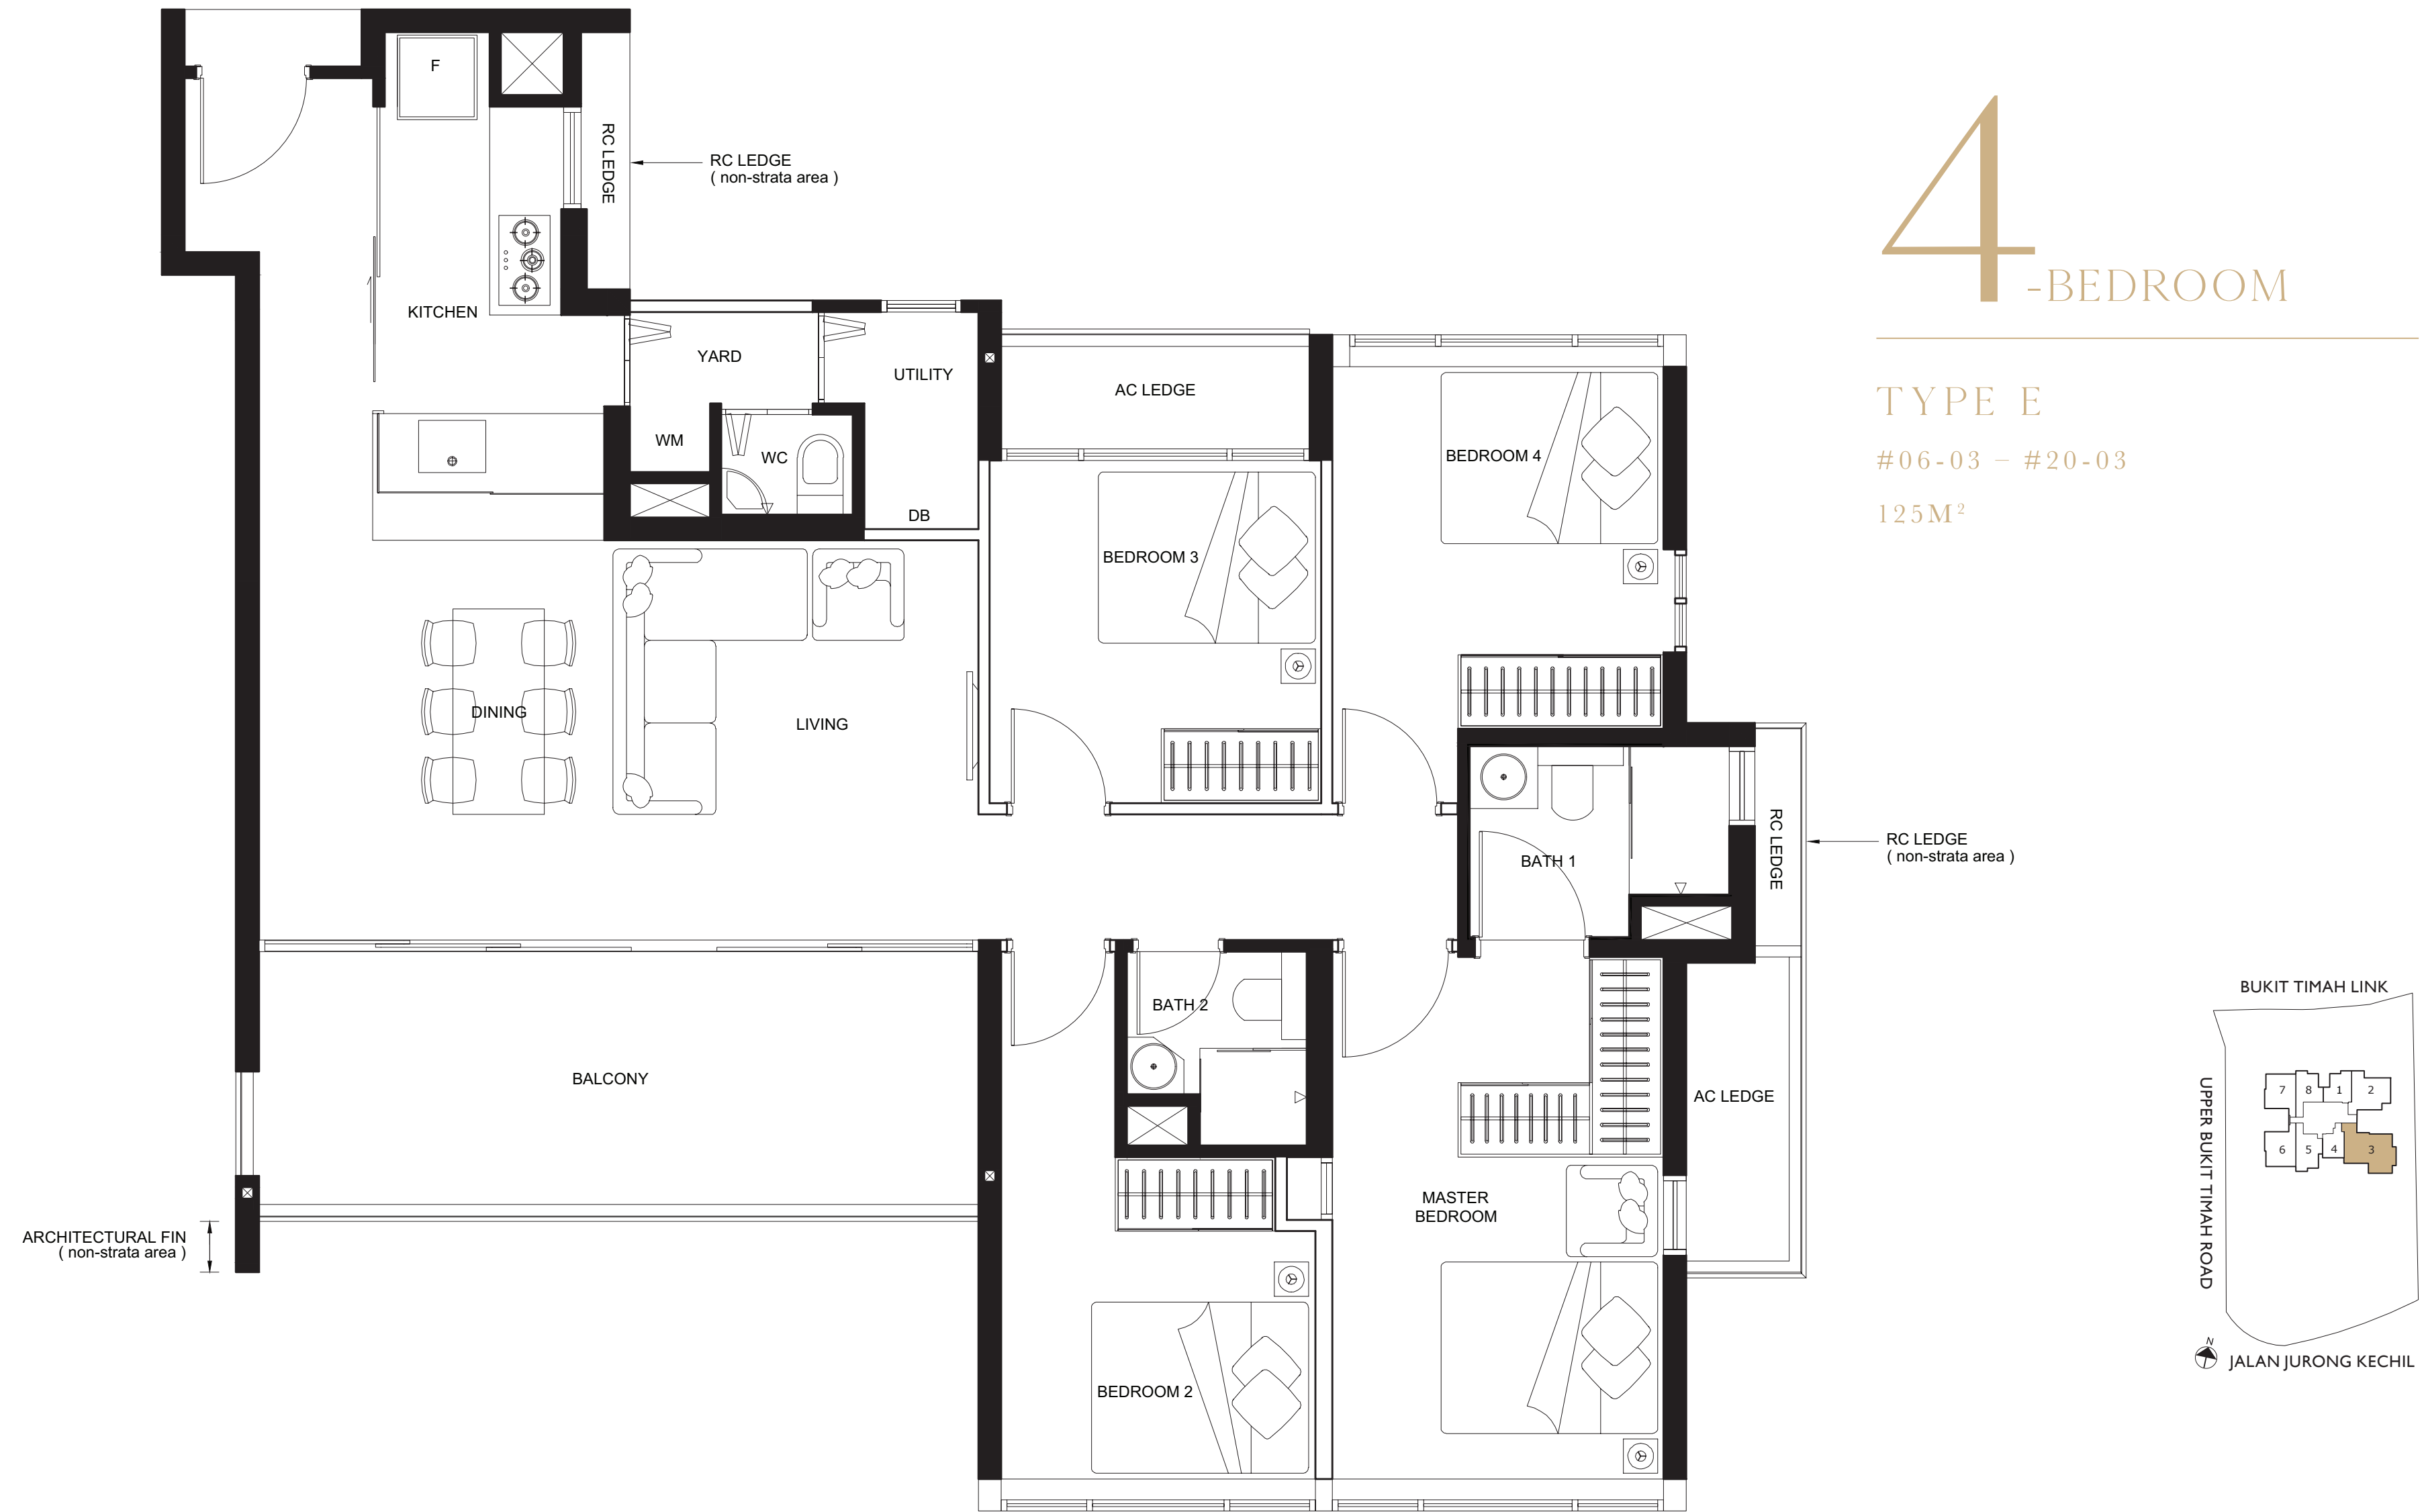 F
RC LEDGE
RC LEDGE
( non-strata area )
KITCHEN
YARD
UTILITY
AC LEDGE
WM
WC
DB
BEDROOM 4
BEDROOM 3
DINING
LIVING
BATH 1
RC LEDGE
RC LEDGE
( non-strata area )
BATH 2
BALCONY
AC LEDGE
MASTER
BEDROOM
ARCHITECTURAL FIN
( non-strata area )
BEDROOM 2
4-BEDROOM
TYPE E
#06-03 – #20-03
125M²
BUKIT TIMAH LINK
UPPER BUKIT TIMAH ROAD
7 8 1 2
6 5 4 3
N
JALAN JURONG KECHIL